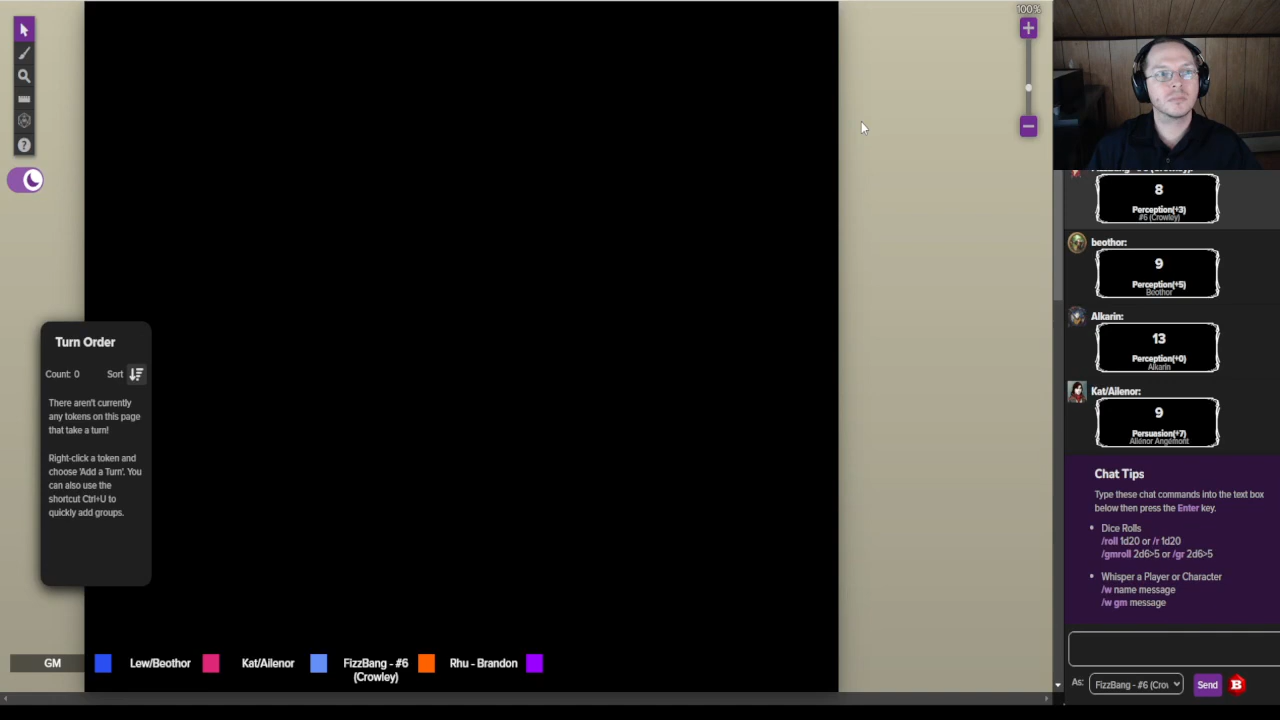 100%
8
Perception(+3)
#6 (Crowley)
beothor:
9
Perception(+5)
Beothor
Alkarin:
13
Perception(+0)
Alkarin
Kat/Ailenor:
9
Persuasion(+7)
Aliénor Angémont
Turn Order
Count: 0 Sort
There aren't currently
any tokens on this page
that take a turn!
Right-click a token and
choose 'Add a Turn'. You
can also use the
shortcut Ctrl+U to
quickly add groups.
Chat Tips
Type these chat commands into the text box
below then press the Enter key.
• Dice Rolls
/roll 1d20 or /r 1d20
/gmroll 2d6>5 or /gr 2d6>5
• Whisper a Player or Character
/w name message
/w gm message
GM
Lew/Beothor
Kat/Ailenor
FizzBang - #6
(Crowley)
Rhu - Brandon
As: FizzBang - #6 (Crow Send B